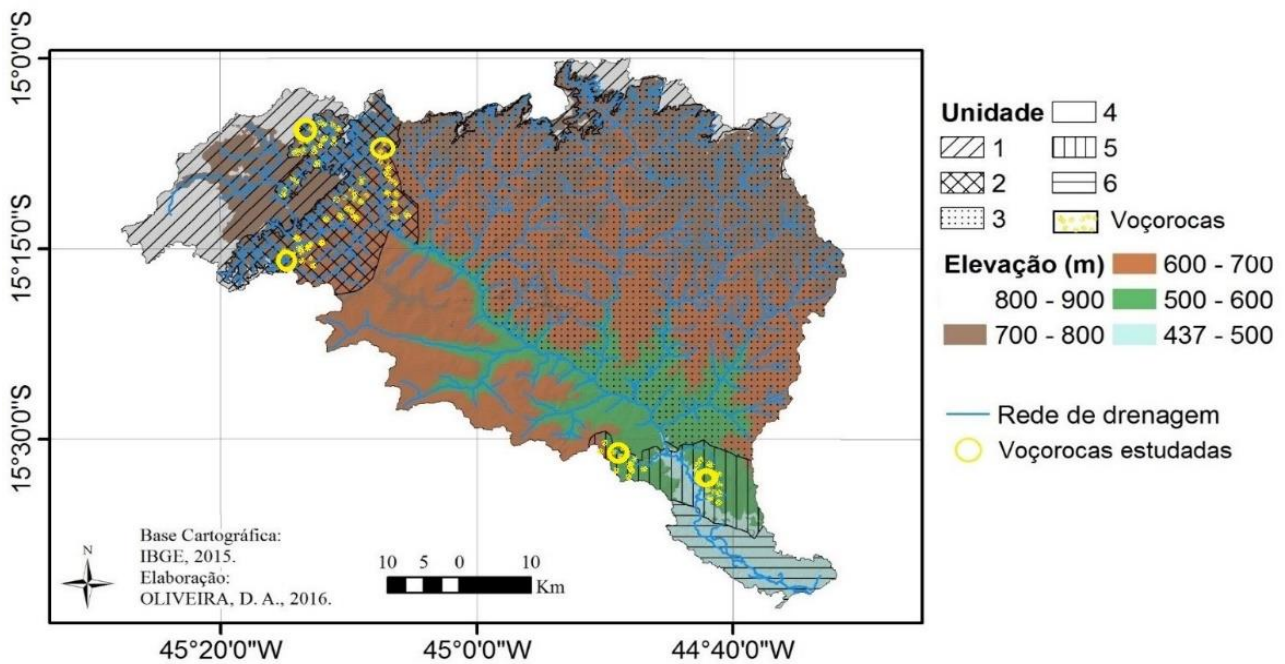 15°0'0"S
15°15'0"S
15°30'0"S
45°20'0"W
45°0'0"W
44°40'0"W
N
Base Cartográfica:
IBGE, 2015.
Elaboração:
OLIVEIRA, D. A., 2016.
10 5 0 10
Km
Unidade
1
2
3
4
5
6
Voçorocas
Elevação (m)
800 - 900
700 - 800
600 - 700
500 - 600
437 - 500
Rede de drenagem
Voçorocas estudadas